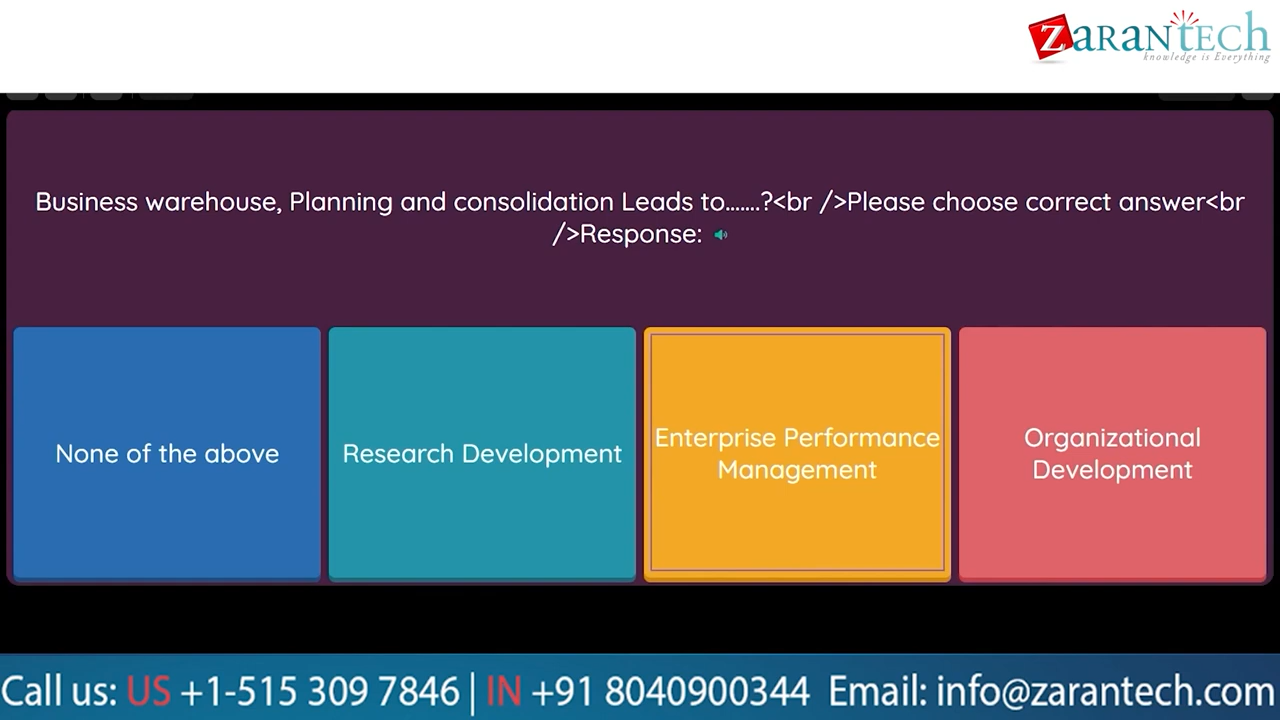 ZARANTECH
knowledge is Everything
Business warehouse, Planning and consolidation Leads to.......?<br />Please choose correct answer<br
/>Response:
None of the above
Research Development
Enterprise Performance
Management
Organizational
Development
Call us: US +1-515 309 7846 | IN +91 8040900344 Email: info@zarantech.com